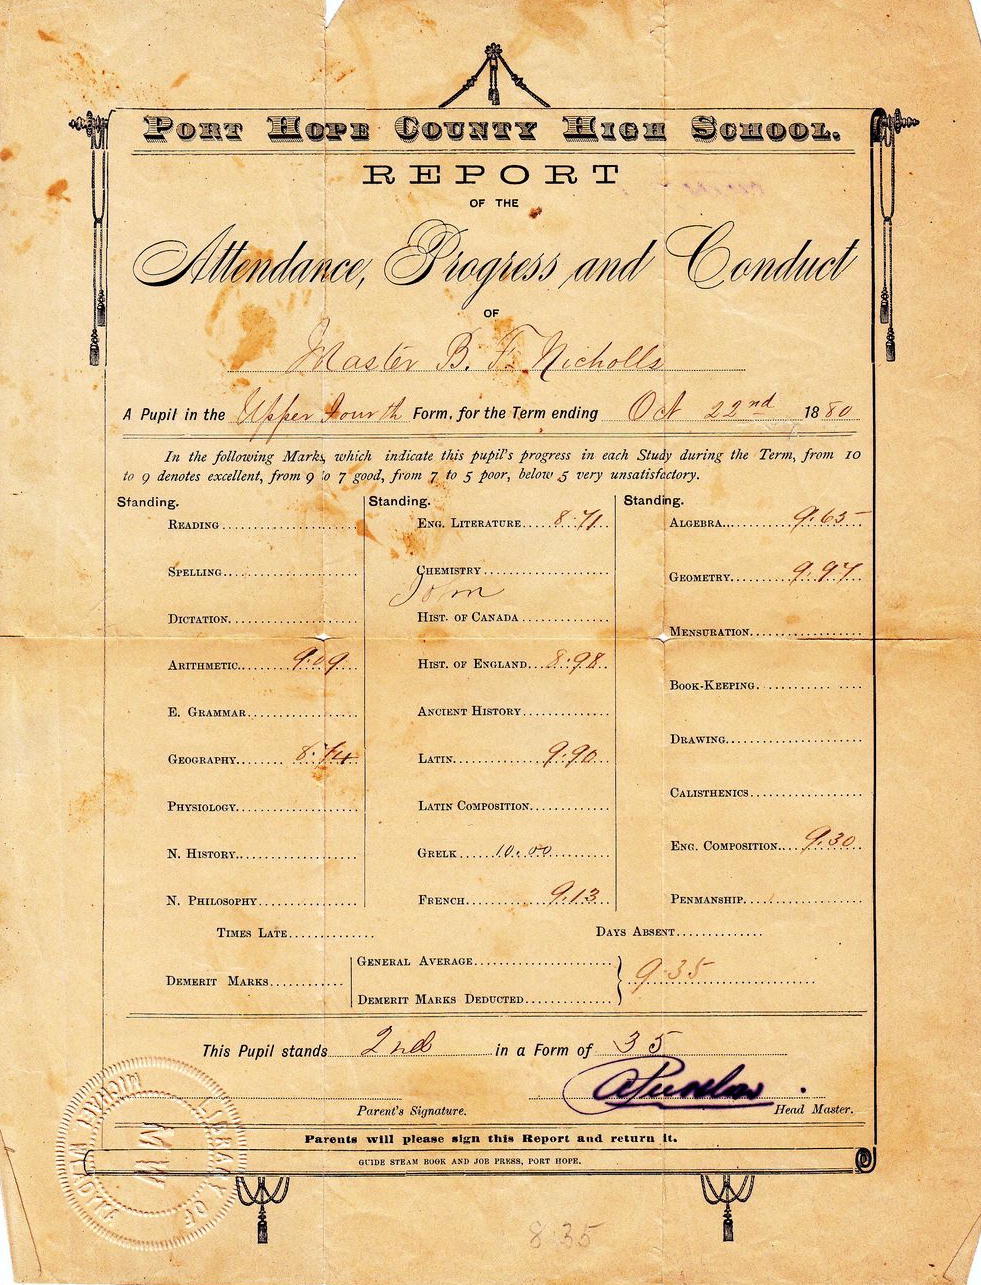 PORT HOPE COUNTY HIGH SCHOOL.
REPORT
OF THE
Attendance, Progress and Conduct
OF
Master B. F. Nicholls
A Pupil in the Upper Fourth Form, for the Term ending Oct 22nd 1880
In the following Marks, which indicate this pupil's progress in each Study during the Term, from 10
to 9 denotes excellent, from 9 to 7 good, from 7 to 5 poor, below 5 very unsatisfactory.
Standing.
READING
SPELLING
DICTATION
ARITHMETIC 9.09
E. GRAMMAR
GEOGRAPHY 8.74
PHYSIOLOGY
N. HISTORY
N. PHILOSOPHY
Standing.
ENG. LITERATURE 8.71
CHEMISTRY
Tom
HIST. OF CANADA
HIST. OF ENGLAND 8.98
ANCIENT HISTORY
LATIN 9.90
LATIN COMPOSITION
GRELK 10.00
FRENCH 9.13
Standing.
ALGEBRA 9.65
GEOMETRY 9.97
MENSURATION
BOOK-KEEPING
DRAWING
CALISTHENICS
ENG. COMPOSITION 9.30
PENMANSHIP
TIMES LATE
DAYS ABSENT
DEMERIT MARKS
GENERAL AVERAGE
DEMERIT MARKS DEDUCTED
9.35
This Pupil stands 2nd in a Form of 35
Parent's Signature.
Head Master.
Parents will please sign this Report and return it.
GUIDE STEAM BOOK AND JOB PRESS, PORT HOPE.
LIBRARY OF
MW
8.35